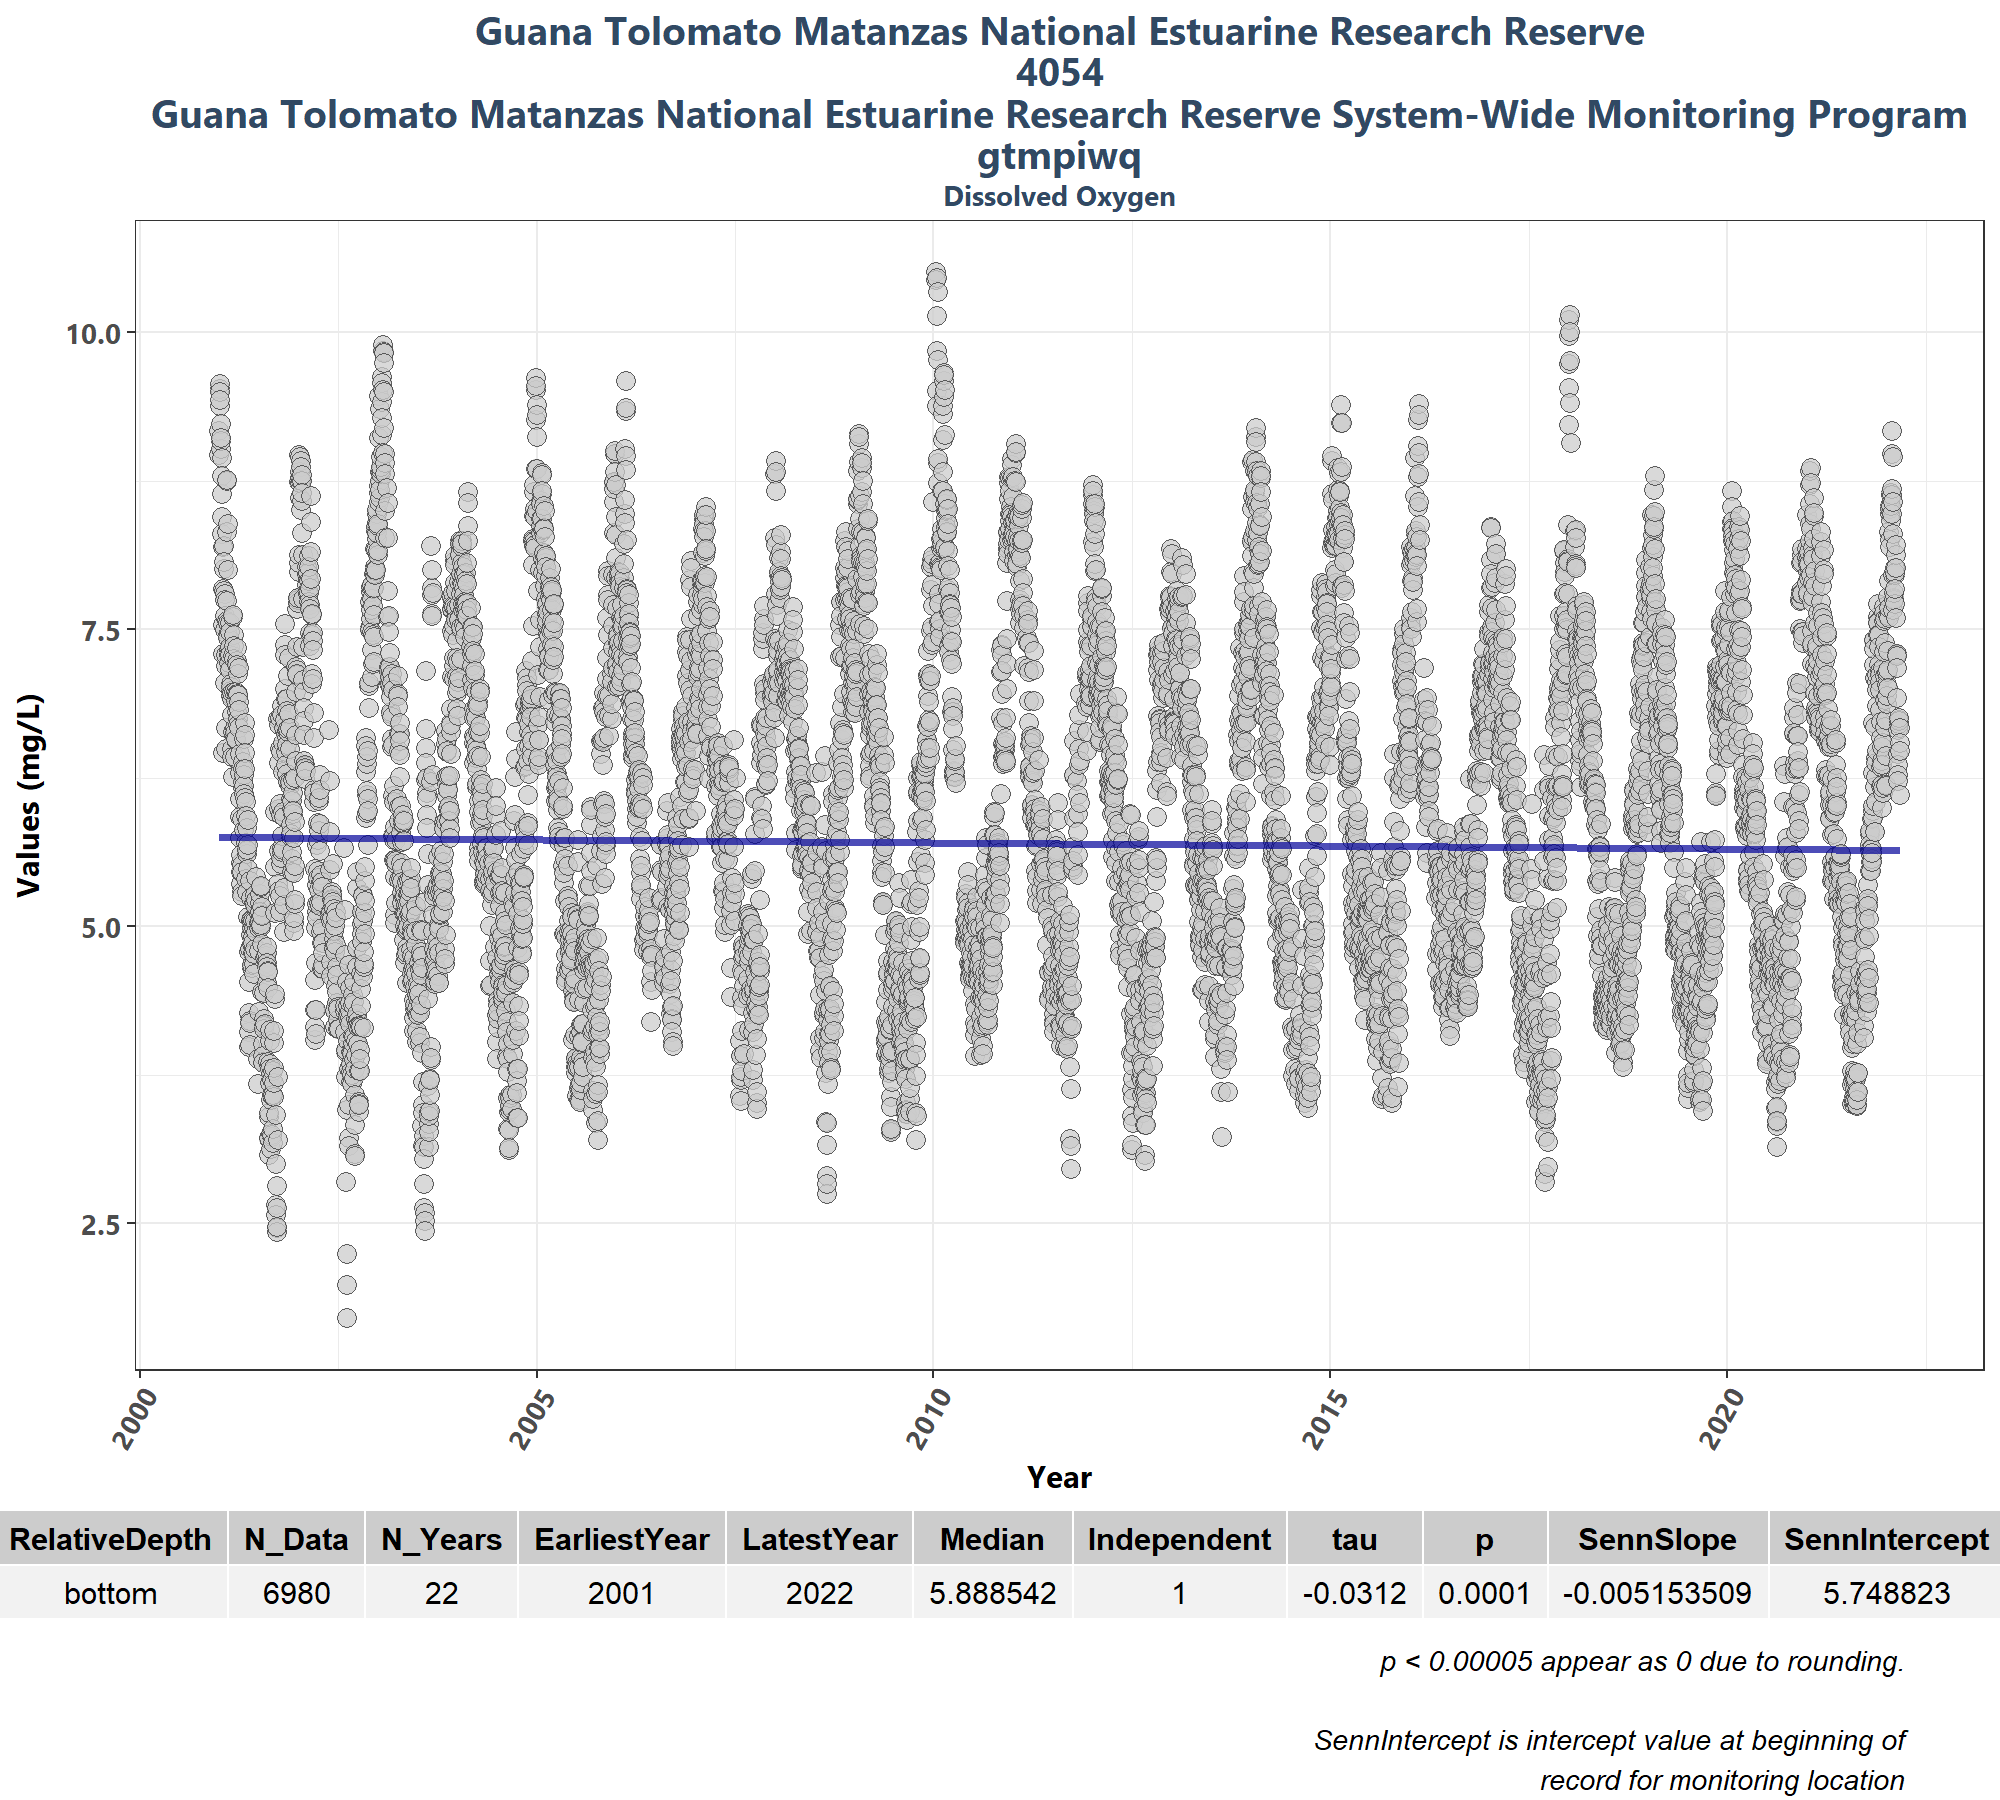 Guana Tolomato Matanzas National Estuarine Research Reserve
4054
Guana Tolomato Matanzas National Estuarine Research Reserve System-Wide Monitoring Program
gtmpiwq
Dissolved Oxygen
Values (mg/L)
10.0
7.5
5.0
2.5
2000 2005 2010 2015 2020
Year
RelativeDepth N_Data N_Years EarliestYear LatestYear Median Independent tau p SennSlope SennIntercept
bottom 6980 22 2001 2022 5.888542 1 -0.0312 0.0001 -0.005153509 5.748823
p < 0.00005 appear as 0 due to rounding.
SennIntercept is intercept value at beginning of
record for monitoring location